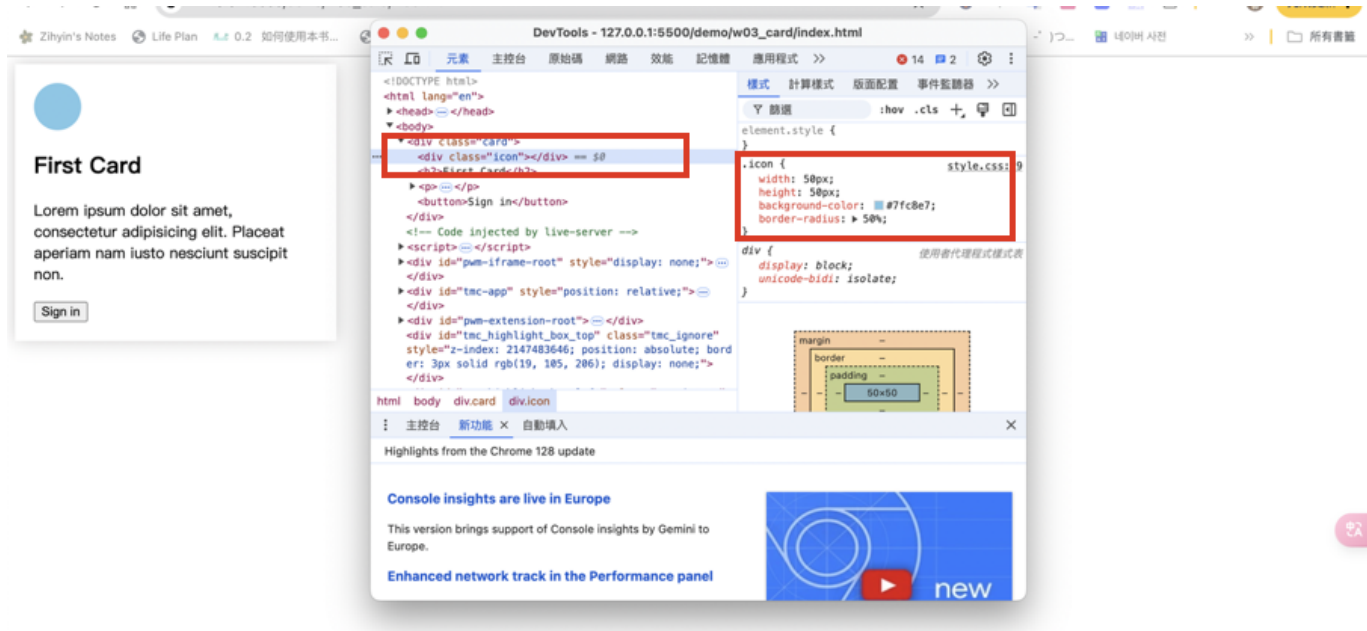 Zihyin's Notes
Life Plan
0.2 如何使用本书...
네이버 사전
所有書籤
First Card
Lorem ipsum dolor sit amet,
consectetur adipisicing elit. Placeat
aperiam nam iusto nesciunt suscipit
non.
Sign in
DevTools - 127.0.0.1:5500/demo/w03_card/index.html
元素 主控台 原始碼 網路 效能 記憶體 應用程式 >> 14 2
<!DOCTYPE html>
<html lang="en">
<head>⋯</head>
<body>
<div class="card">
<div class="icon"></div> == $0
<h2>First Card</h2>
<p>⋯</p>
<button>Sign in</button>
</div>
<!-- Code injected by live-server -->
<script>⋯</script>
<div id="pwm-iframe-root" style="display: none;">⋯
</div>
<div id="tmc-app" style="position: relative;">⋯
</div>
<div id="pwm-extension-root">⋯</div>
<div id="tmc_highlight_box_top" class="tmc_ignore"
style="z-index: 2147483646; position: absolute; bord
er: 3px solid rgb(19, 105, 206); display: none;">
</div>
html body div.card div.icon
樣式 計算樣式 版面配置 事件監聽器 >>
篩選 :hov .cls
element.style {
}
.icon { style.css:9
width: 50px;
height: 50px;
background-color: #7fc8e7;
border-radius: 50%;
}
div { 使用者代理程式樣式表
display: block;
unicode-bidi: isolate;
}
margin –
border –
padding –
– – – 50×50 – – –
–
主控台 新功能 × 自動填入
Highlights from the Chrome 128 update
Console insights are live in Europe
This version brings support of Console insights by Gemini to
Europe.
Enhanced network track in the Performance panel
new